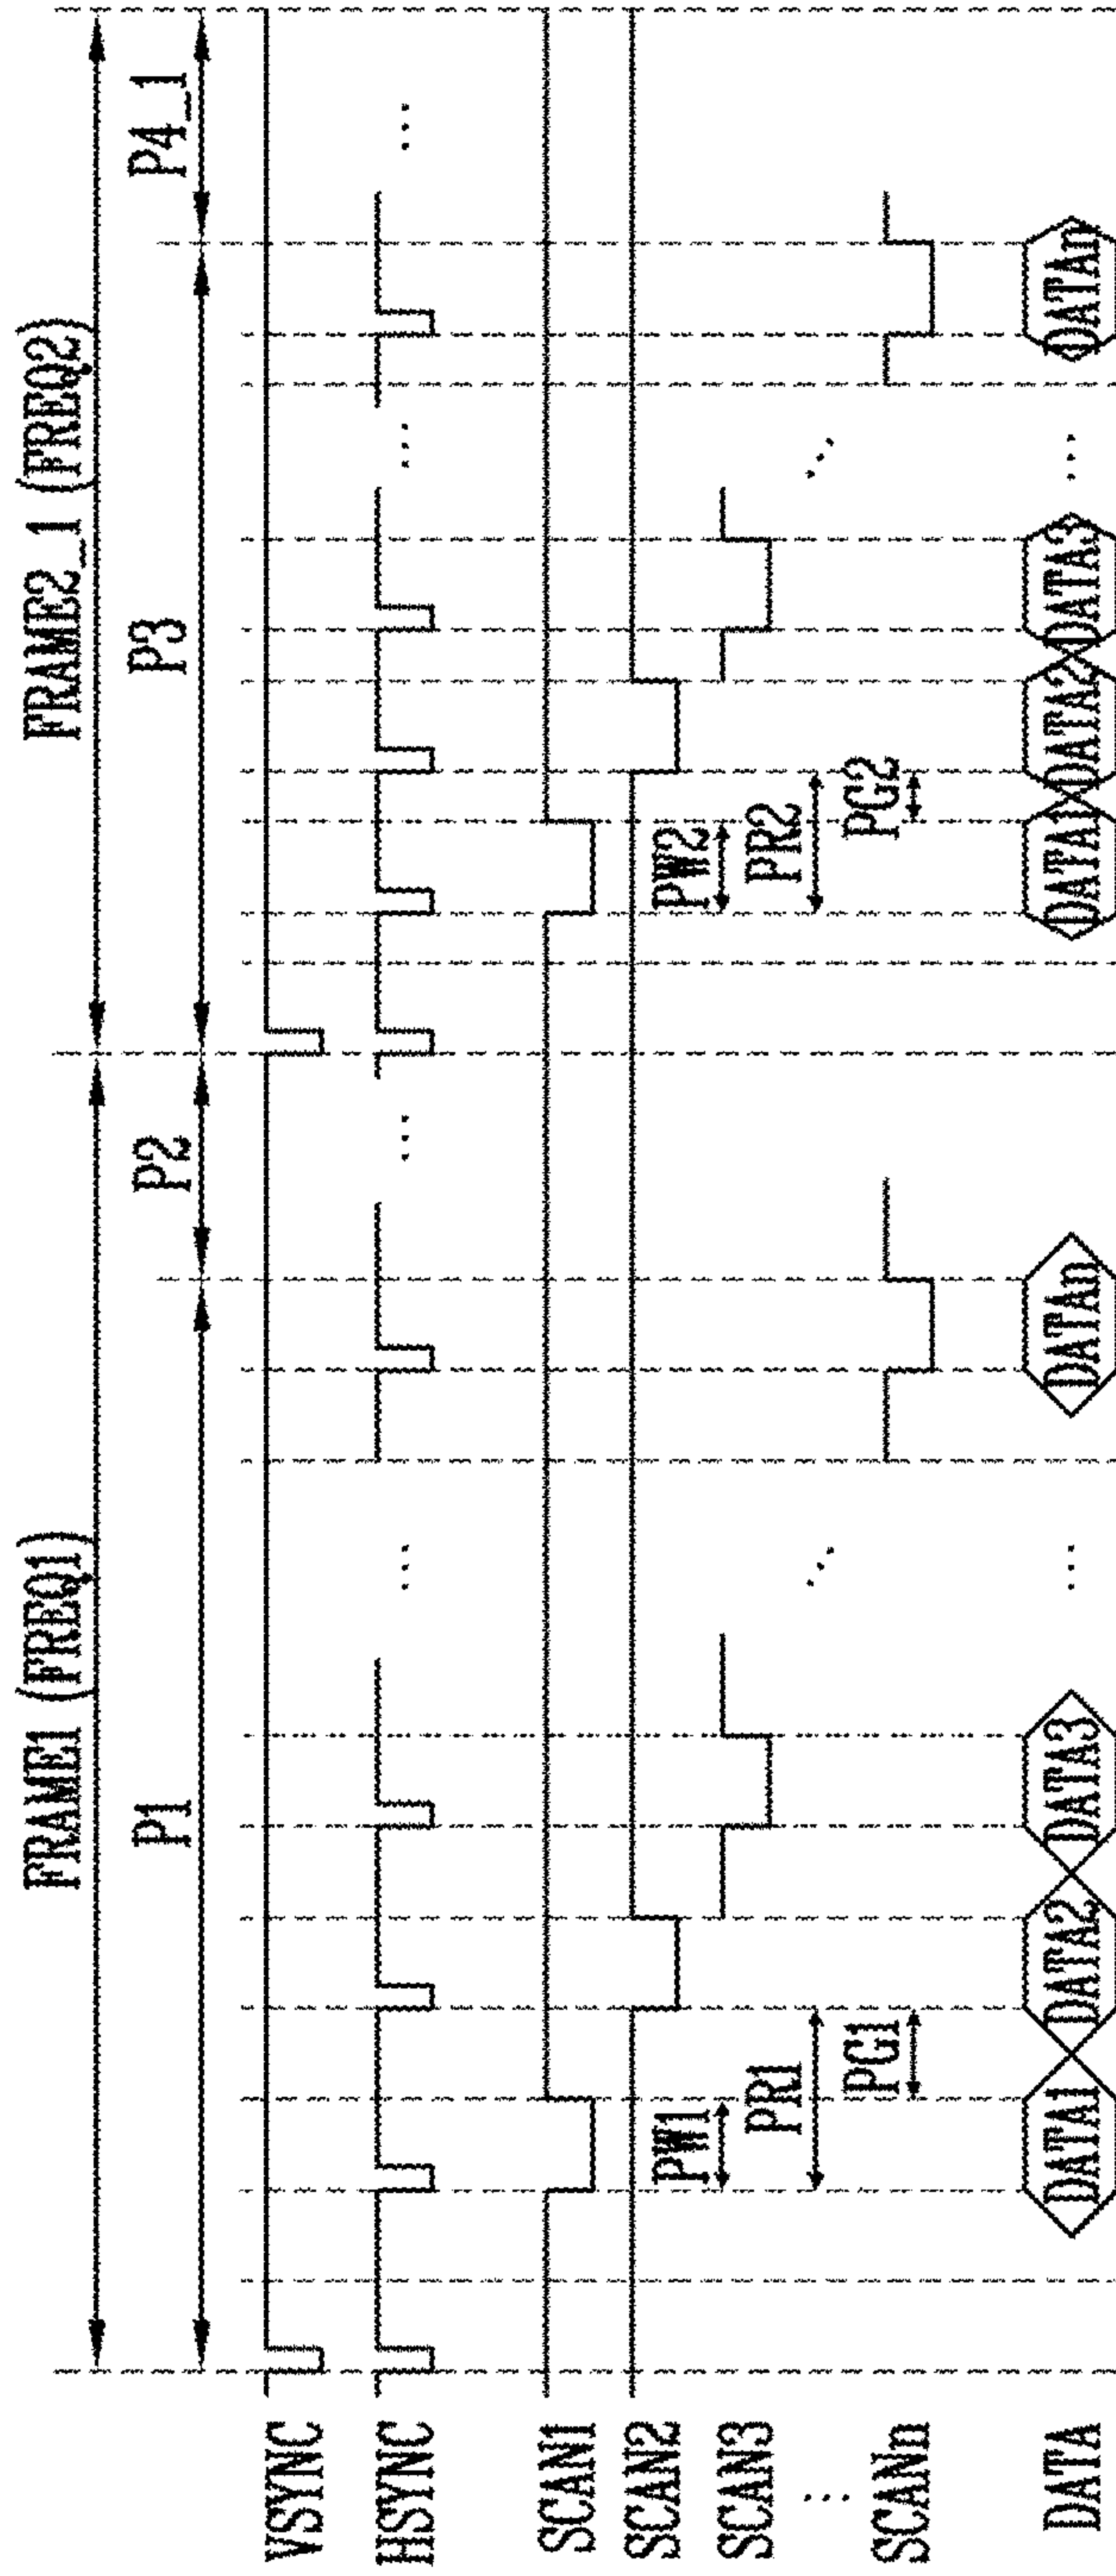 FRAME1 (FREQ1) FRAME2_1 (FREQ2)
P1 P2 P3 P4_1
VSYNC
HSYNC
...
...
...
...
SCAN1
SCAN2
PW1 PW2
SCAN3
PR1 PR2
...
PG1 PG2
SCANn
DATA DATA1 DATA2 DATA3 ... DATAn DATA1 DATA2 DATA3 ... DATAn